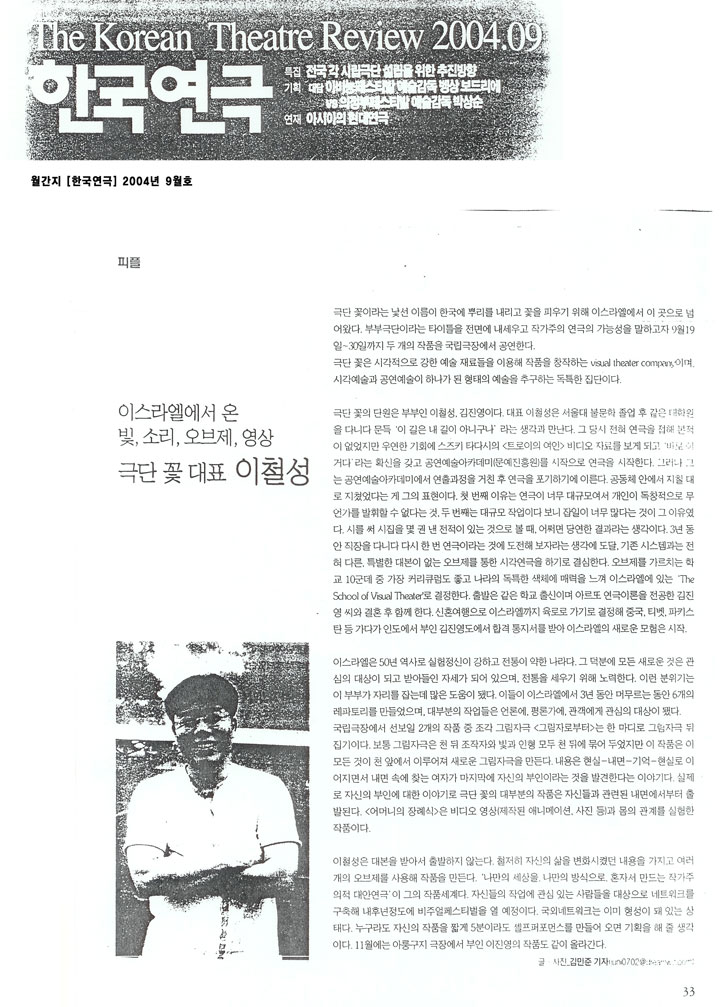 The Korean Theatre Review 2004.09
한국연극
특집 전국 각 시립극단 설립을 위한 추진방향
기획 대담 아비뇽페스티발 예술감독 뱅상 보드리에
vs 의정부페스티발 예술감독 박상순
연재 아시아의 현대연극
월간지 [한국연극] 2004년 9월호
피플
이스라엘에서 온
빛, 소리, 오브제, 영상
극단 꽃 대표 이철성
극단 꽃이라는 낯선 이름이 한국에 뿌리를 내리고 꽃을 피우기 위해 이스라엘에서 이 곳으로 넘
어왔다. 부부극단이라는 타이틀을 전면에 내세우고 작가주의 연극의 가능성을 말하고자 9월19
일~30일까지 두 개의 작품을 국립극장에서 공연한다.
극단 꽃은 시각적으로 강한 예술 재료들을 이용해 작품을 창작하는 visual theater company이며,
시각예술과 공연예술이 하나가 된 형태의 예술을 추구하는 독특한 집단이다.
극단 꽃의 단원은 부부인 이철성, 김진영이다. 대표 이철성은 서울대 불문학 졸업 후 같은 대학원
을 다니다 문득 '이 길은 내 길이 아니구나' 라는 생각과 만난다. 그 당시 전혀 연극을 접해 본적
이 없었지만 우연한 기회에 스즈키 타다시의 <트로이의 여인> 비디오 자료를 보게 되고 '바로 이
거다' 라는 확신을 갖고 공연예술아카데미(문예진흥원)를 시작으로 연극을 시작한다. 그러나 그
는 공연예술아카데미에서 연출과정을 거친 후 연극을 포기하기에 이른다. 공동체 안에서 지칠 대
로 지쳤었다는 게 그의 표현이다. 첫 번째 이유는 연극이 너무 대규모여서 개인이 독창적으로 무
언가를 발휘할 수 없다는 것, 두 번째는 대규모 작업이다 보니 잡일이 너무 많다는 것이 그 이유였
다. 시를 써 시집을 몇 권 낸 전적이 있는 것으로 볼 때, 어쩌면 당연한 결과라는 생각이다. 3년 동
안 직장을 다니다 다시 한 번 연극이라는 것에 도전해 보자라는 생각에 도달, 기존 시스템과는 전
혀 다른, 특별한 대본이 없는 오브제를 통한 시각연극을 하기로 결심한다. 오브제를 가르치는 학
교 10군데 중 가장 커리큐럼도 좋고 나라의 독특한 색체에 매력을 느껴 이스라엘에 있는 'The
School of Visual Theater'로 결정한다. 출발은 같은 학교 출신이며 아르또 연극이론을 전공한 김진
영 씨와 결혼 후 함께 한다. 신혼여행으로 이스라엘까지 육로로 가기로 결정해 중국, 티벳, 파키스
탄 등 가다가 인도에서 부인 김진영도에서 합격 통지서를 받아 이스라엘의 새로운 모험은 시작.
이스라엘은 50년 역사로 실험정신이 강하고 전통이 약한 나라다. 그 덕분에 모든 새로운 것은 관
심의 대상이 되고 받아들인 자세가 되어 있으며, 전통을 세우기 위해 노력한다. 이런 분위기는
이 부부가 자리를 잡는데 많은 도움이 됐다. 이들이 이스라엘에서 3년 동안 머무르는 동안 6개의
레파토리를 만들었으며, 대부분의 작업들은 언론에, 평론가에, 관객에게 관심의 대상이 됐다.
국립극장에서 선보일 2개의 작품 중 조각 그림자극 <그림자로부터>는 한 마디로 그림자극 뒤
집기이다. 보통 그림자극은 천 뒤 조작자와 빛과 인형 모두 천 뒤에 묶어 두었지만 이 작품은 이
모든 것이 천 앞에서 이루어져 새로운 그림자극을 만든다. 내용은 현실-내면-기억-현실로 이
어지면서 내면 속에 찾는 여자가 마지막에 자신의 부인이라는 것을 발견한다는 이야기다. 실제
로 자신의 부인에 대한 이야기로 극단 꽃의 대부분의 작품은 자신들과 관련된 내면에서부터 출
발된다. <어머니의 장례식>은 비디오 영상(제작된 애니메이션, 사진 등)과 몸의 관계를 실험한
작품이다.
이철성은 대본을 받아서 출발하지 않는다. 철저히 자신의 삶을 변화시켰던 내용을 가지고 여러
개의 오브제를 사용해 작품을 만든다. '나만의 세상을, 나만의 방식으로, 혼자서 만드는 작가주
의적 대안연극' 이 그의 작품세계다. 자신들의 작업에 관심 있는 사람들을 대상으로 네트워크를
구축해 내후년정도에 비주얼페스티벌을 열 예정이다. 국외네트워크는 이미 형성이 돼 있는 상
태다. 누구라도 자신의 작품을 짧게 5분이라도 쎌프퍼포먼스를 만들어 오면 기획을 해 줄 생각
이다. 11월에는 아룽구지 극장에서 부인 이진영의 작품도 같이 올라간다.
글 · 사진_김민준 기자
33